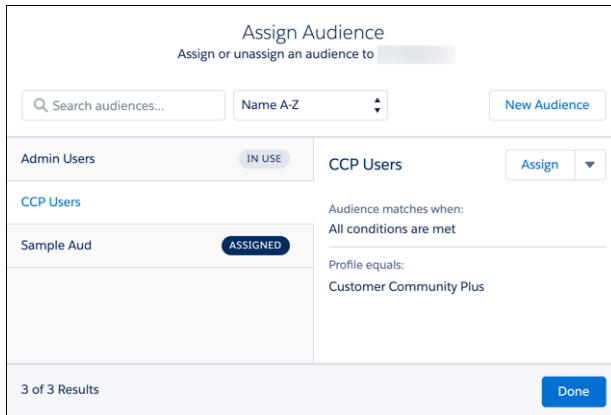 Assign Audience
Assign or unassign an audience to
Search audiences...
Name A-Z
New Audience
Admin Users
IN USE
CCP Users
Sample Aud
ASSIGNED
CCP Users
Assign
Audience matches when:
All conditions are met
Profile equals:
Customer Community Plus
3 of 3 Results
Done